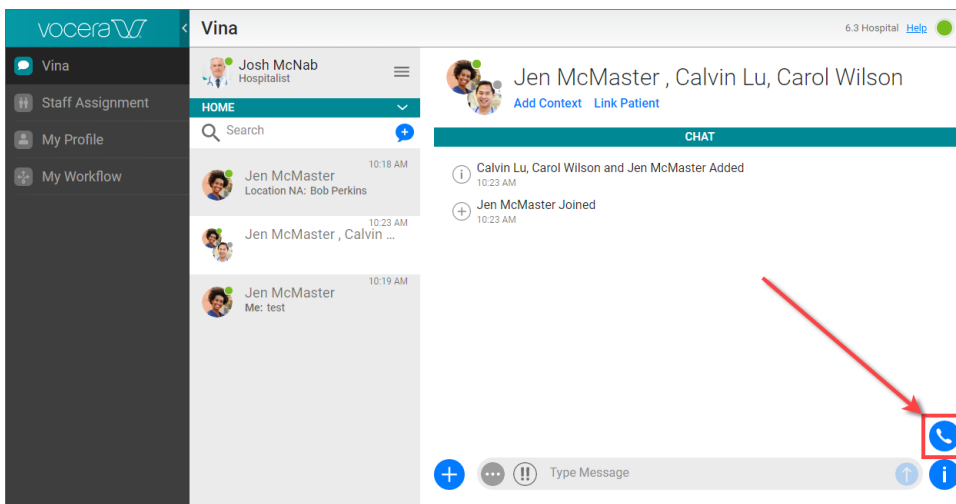 vocera
Vina
6.3 Hospital Help
Vina
Staff Assignment
My Profile
My Workflow
Josh McNab
Hospitalist
HOME
Search
10:18 AM
Jen McMaster
Location NA: Bob Perkins
10:23 AM
Jen McMaster , Calvin ...
10:19 AM
Jen McMaster
Me: test
Jen McMaster , Calvin Lu, Carol Wilson
Add Context Link Patient
CHAT
Calvin Lu, Carol Wilson and Jen McMaster Added
10:23 AM
Jen McMaster Joined
10:23 AM
Type Message